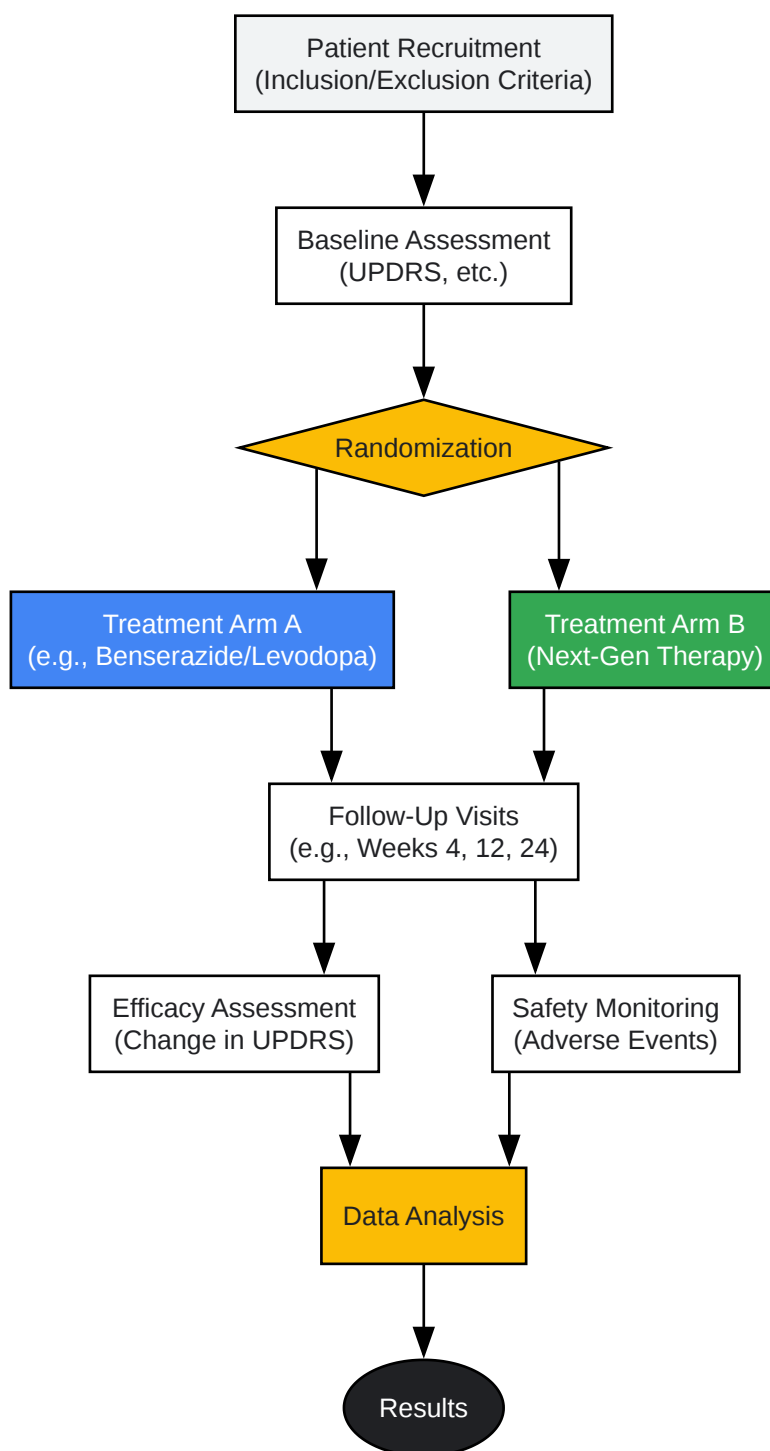 Patient Recruitment
(Inclusion/Exclusion Criteria)
Baseline Assessment
(UPDRS, etc.)
Randomization
Treatment Arm A
(e.g., Benserazide/Levodopa)
Treatment Arm B
(Next-Gen Therapy)
Follow-Up Visits
(e.g., Weeks 4, 12, 24)
Efficacy Assessment
(Change in UPDRS)
Safety Monitoring
(Adverse Events)
Data Analysis
Results